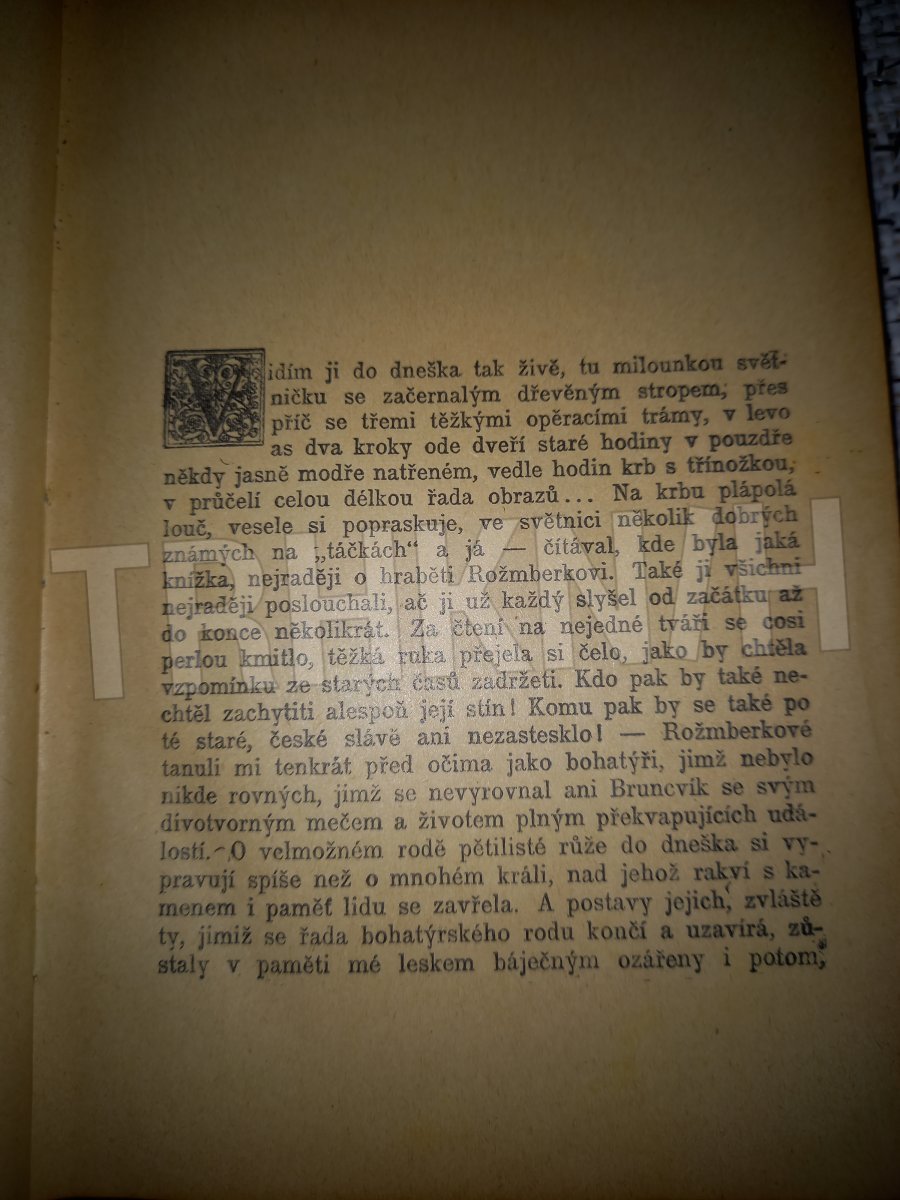 Vidím ji do dneška tak živě, tu milounkou svět-
ničku se začernalým dřevěným stropem, přes
příč se třemi těžkými opěracími trámy, v levo
as dva kroky ode dveří staré hodiny v pouzdře
někdy jasně modře natřeném, vedle hodin krb s třínožkou,
v průčelí celou délkou řada obrazů... Na krbu plápolá
louč, vesele si popraskuje, ve světnici několik dobrých
známých na „táčkách“ a já — čítával, kde byla jaká
knížka, nejraději o hraběti Rožmberkovi. Také ji všichni
nejraději poslouchali, ač ji už každý slyšel od začátku až
do konce několikrát. Za čtení na nejedné tváři se cosi
perlou kmitlo, těžká ruka přejela si čelo, jako by chtěla
vzpomínku ze starých časů zadržeti. Kdo pak by také ne-
chtěl zachytiti alespoň její stín! Komu pak by se také po
té staré, české slávě ani nezastesklo! — Rožmberkové
tanuli mi tenkrát před očima jako bohatýři, jimž nebylo
nikde rovných, jimž se nevyrovnal ani Bruncvík se svým
divotvorným mečem a životem plným překvapujících udá-
lostí. O velmožném rodě pětilisté růže do dneška si vy-
pravují spíše než o mnohém králi, nad jehož rakví s ka-
menem i paměť lidu se zavřela. A postavy jejich, zvláště
ty, jimiž se řada bohatýrského rodu končí a uzavírá, zů-
staly v paměti mé leskem báječným ozářeny i potom,